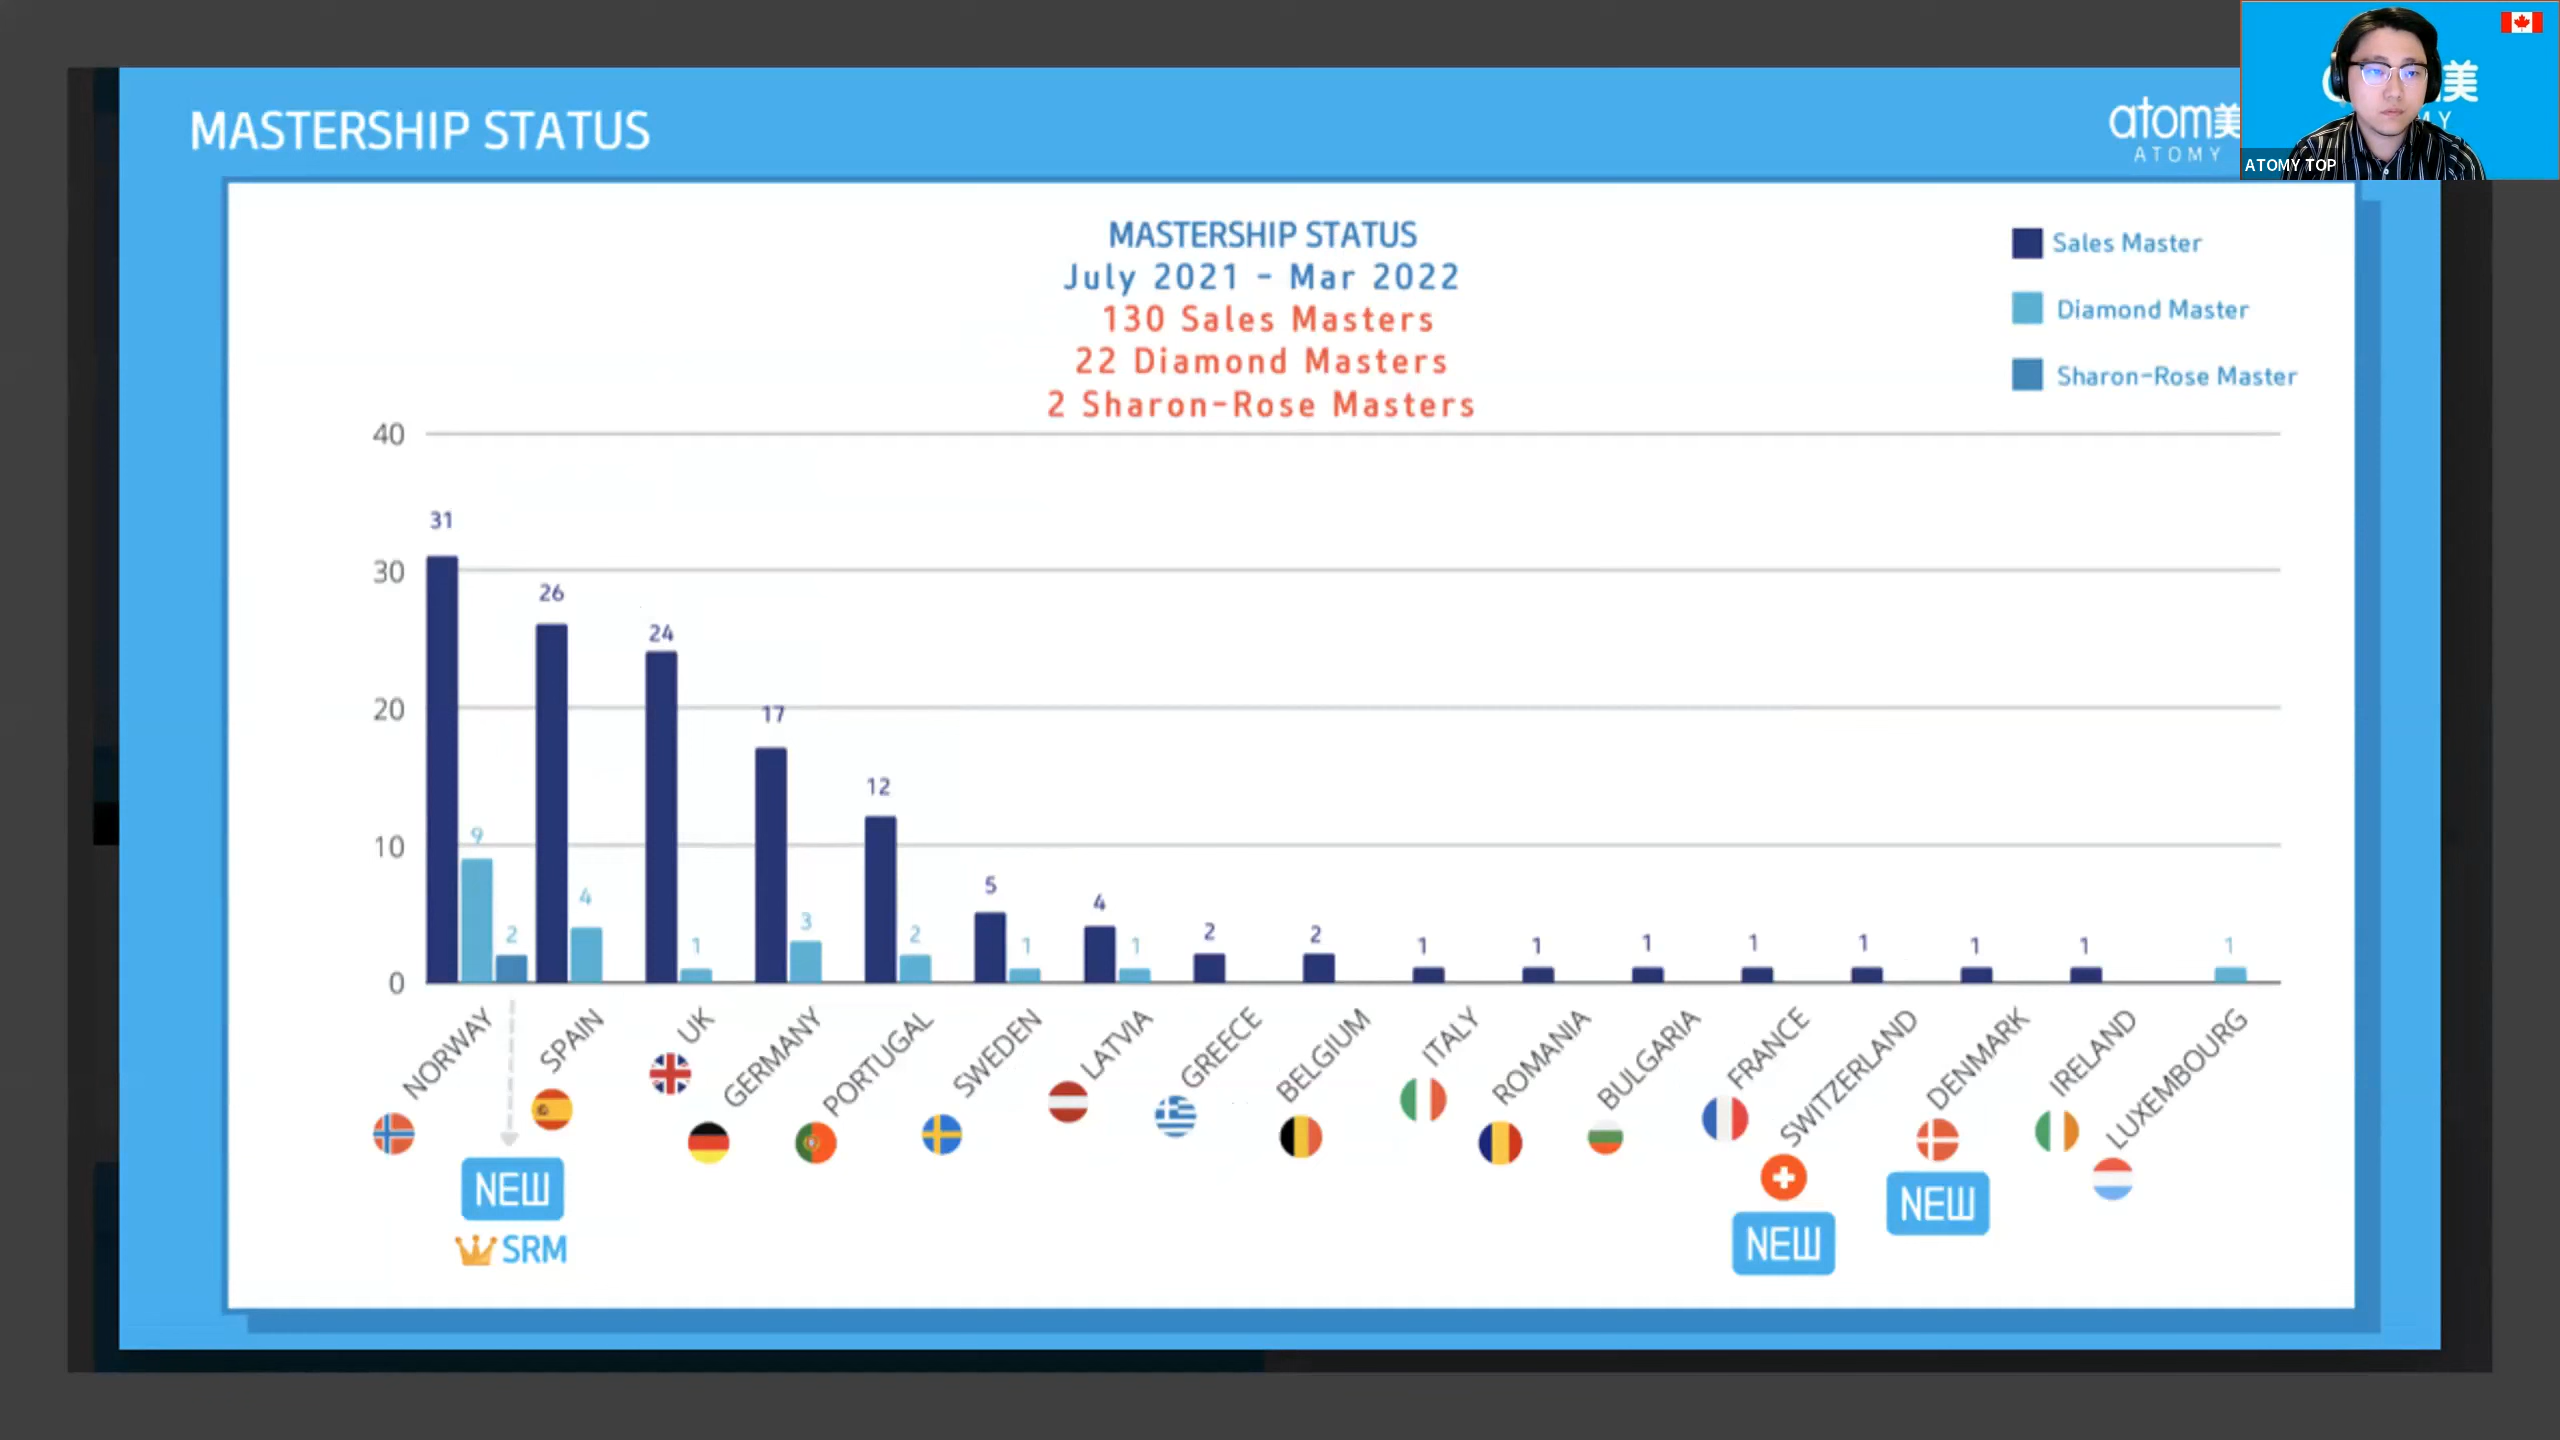 MASTERSHIP STATUS
atom美
ATOMY
美
MY
ATOMY TOP
MASTERSHIP STATUS
July 2021 - Mar 2022
130 Sales Masters
22 Diamond Masters
2 Sharon-Rose Masters
Sales Master
Diamond Master
Sharon-Rose Master
40
30
20
10
0
31
9
2
26
4
24
1
17
3
12
2
5
1
4
1
2
2
1
1
1
1
1
1
1
1
NORWAY
SPAIN
UK
GERMANY
PORTUGAL
SWEDEN
LATVIA
GREECE
BELGIUM
ITALY
ROMANIA
BULGARIA
FRANCE
SWITZERLAND
DENMARK
IRELAND
LUXEMBOURG
NEW
SRM
NEW
NEW